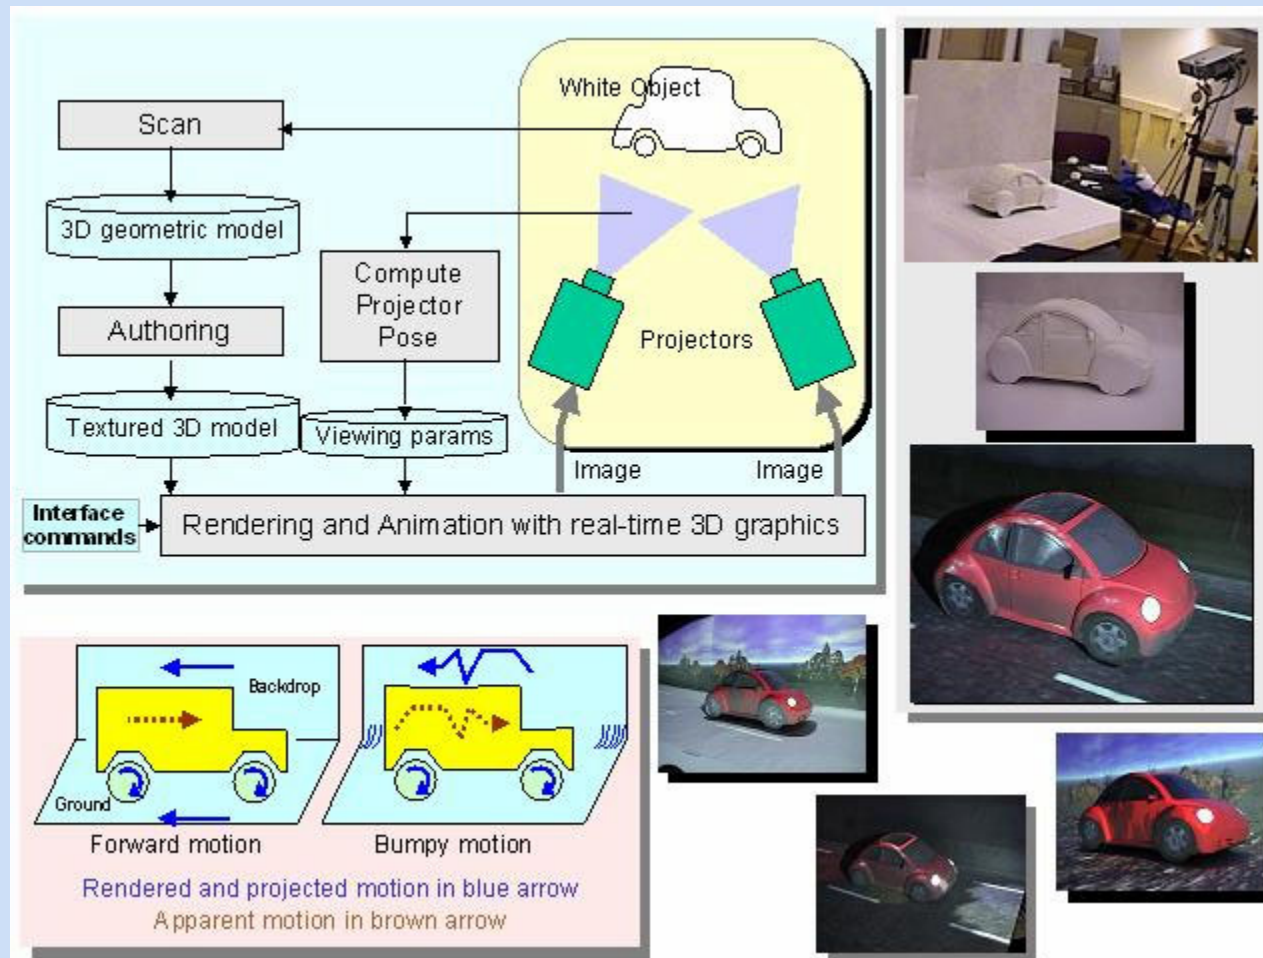 White Object
Scan
3D geometric model
Compute
Projector
Pose
Authoring
Projectors
Textured 3D model
Viewing params
Image
Image
Interface
commands
Rendering and Animation with real-time 3D graphics
Backdrop
Ground
Forward motion
Bumpy motion
Rendered and projected motion in blue arrow
Apparent motion in brown arrow